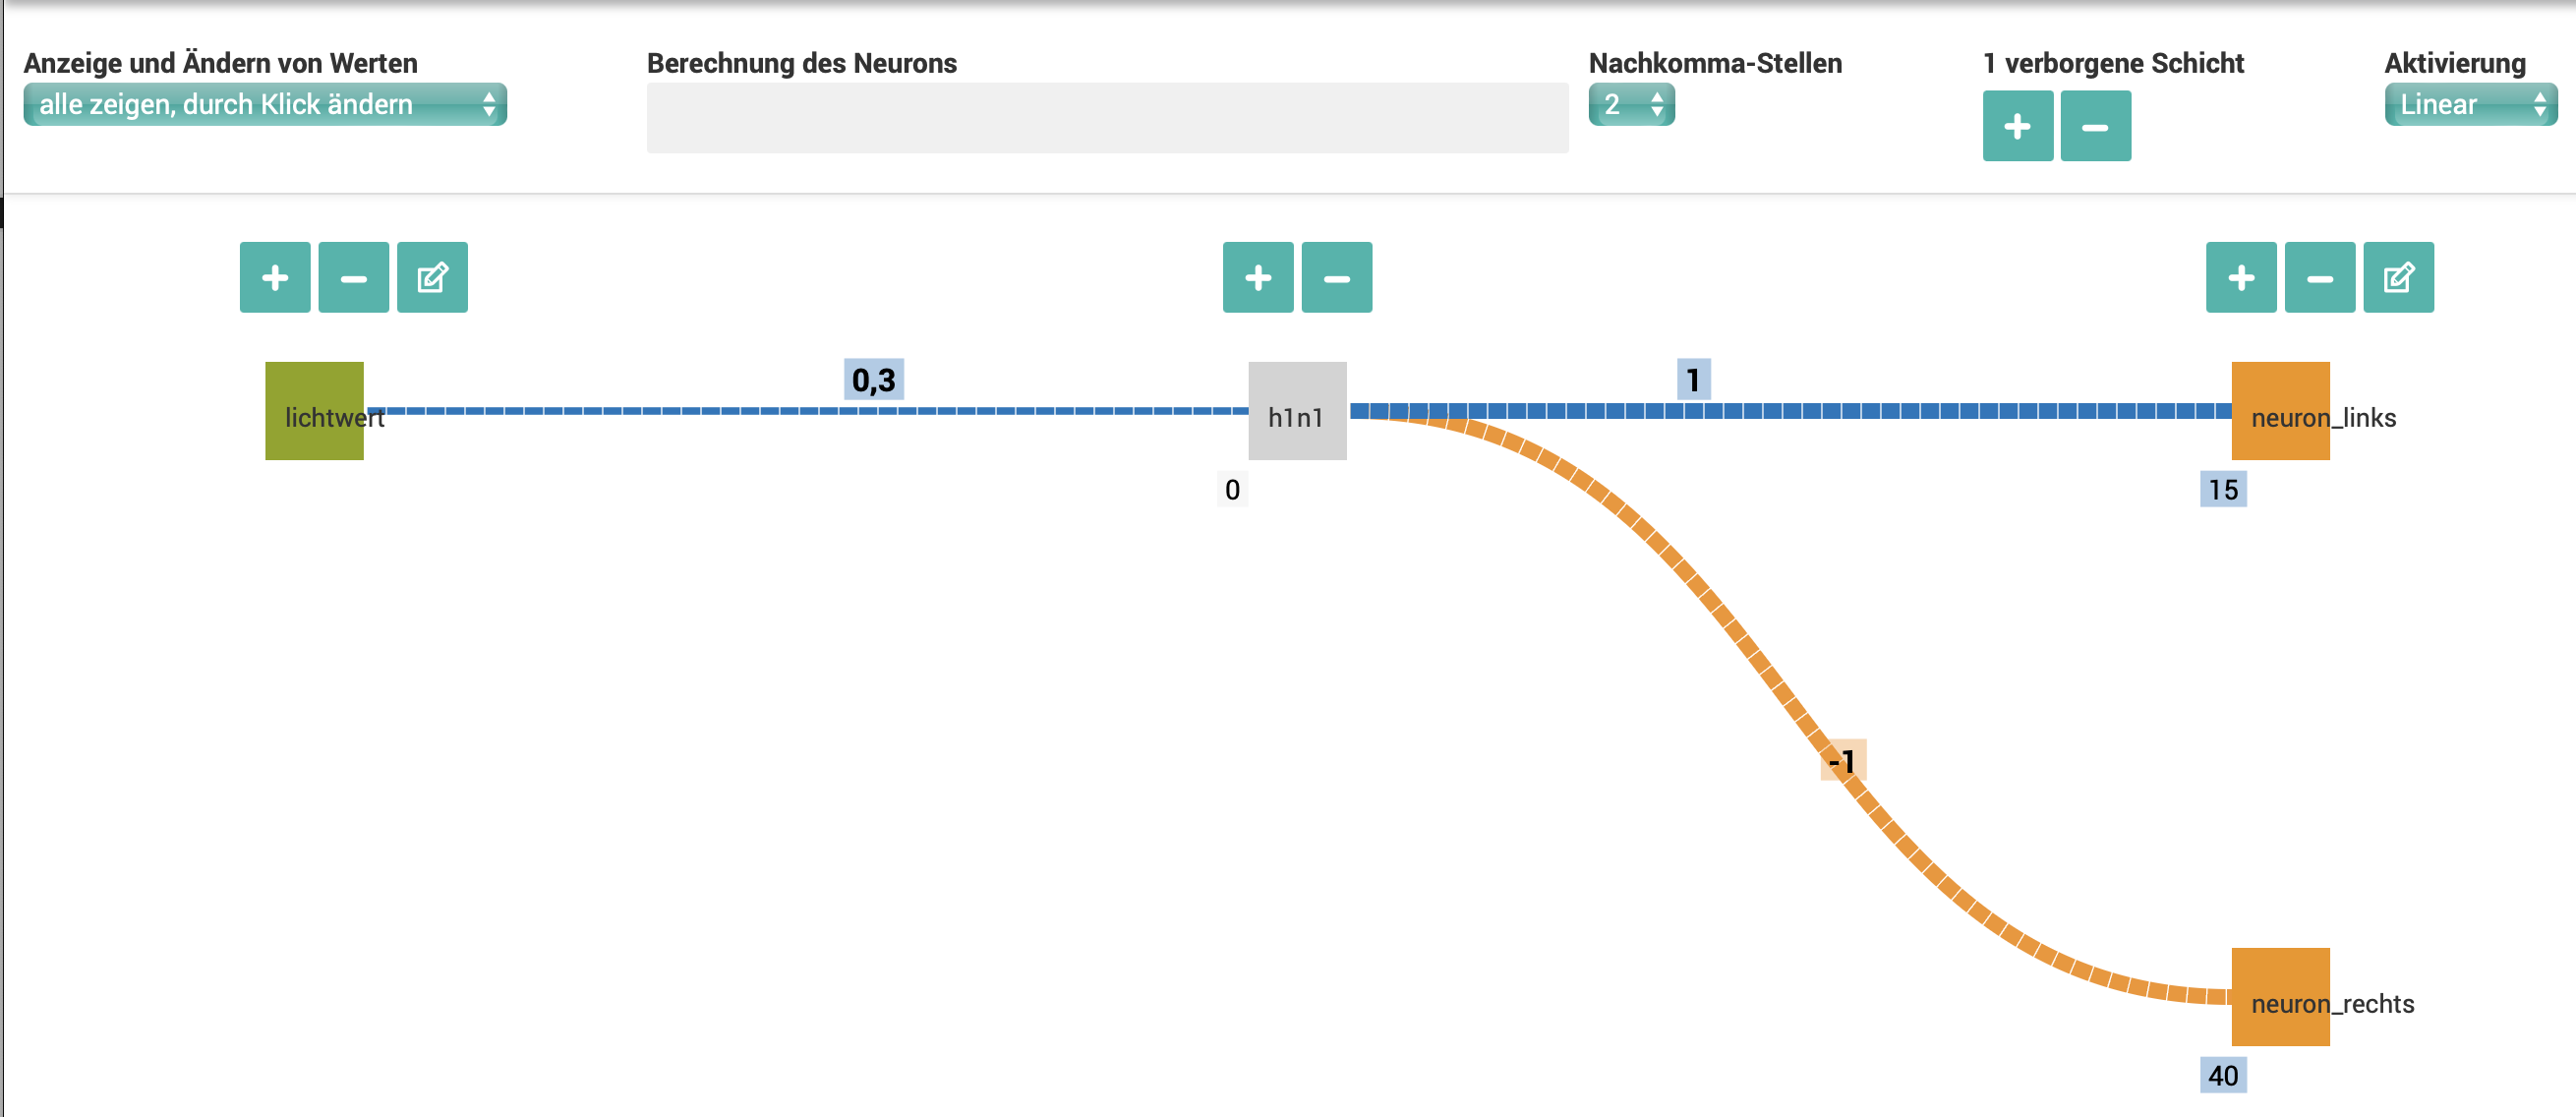 Anzeige und Ändern von Werten
alle zeigen, durch Klick ändern
Berechnung des Neurons
Nachkomma-Stellen
2
1 verborgene Schicht
+ −
Aktivierung
Linear
+ −
+ −
+ −
lichtwert
0,3
h1n1
0
1
neuron_links
15
-1
neuron_rechts
40